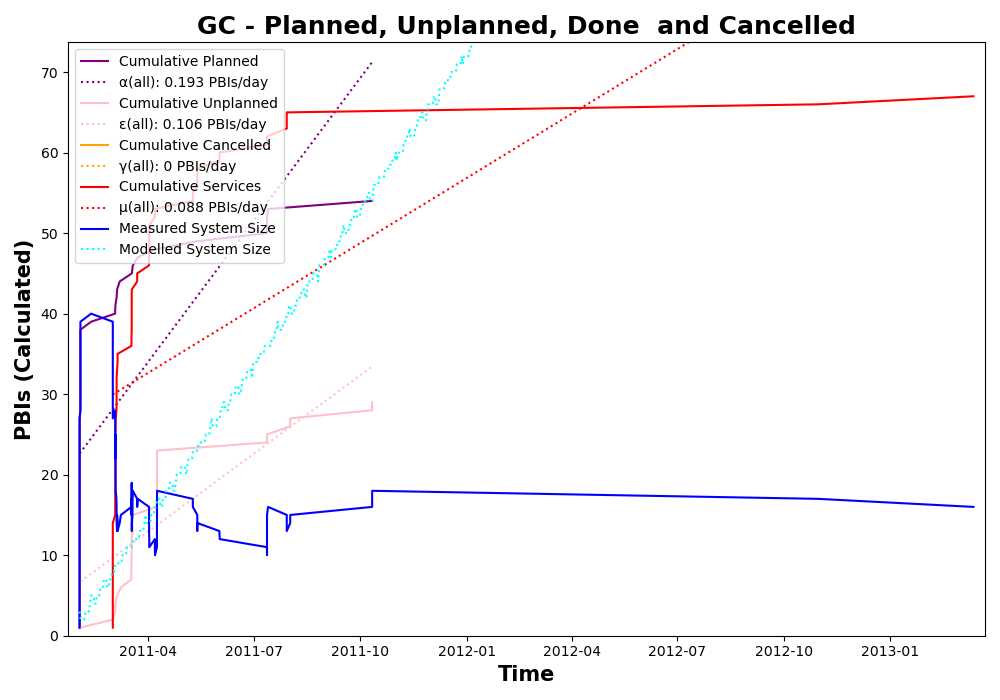 GC - Planned, Unplanned, Done  and Cancelled
PBIs (Calculated)
70
60
50
40
30
20
10
0
Cumulative Planned
α(all): 0.193 PBIs/day
Cumulative Unplanned
ε(all): 0.106 PBIs/day
Cumulative Cancelled
γ(all): 0 PBIs/day
Cumulative Services
μ(all): 0.088 PBIs/day
Measured System Size
Modelled System Size
2011-04 2011-07 2011-10 2012-01 2012-04 2012-07 2012-10 2013-01
Time